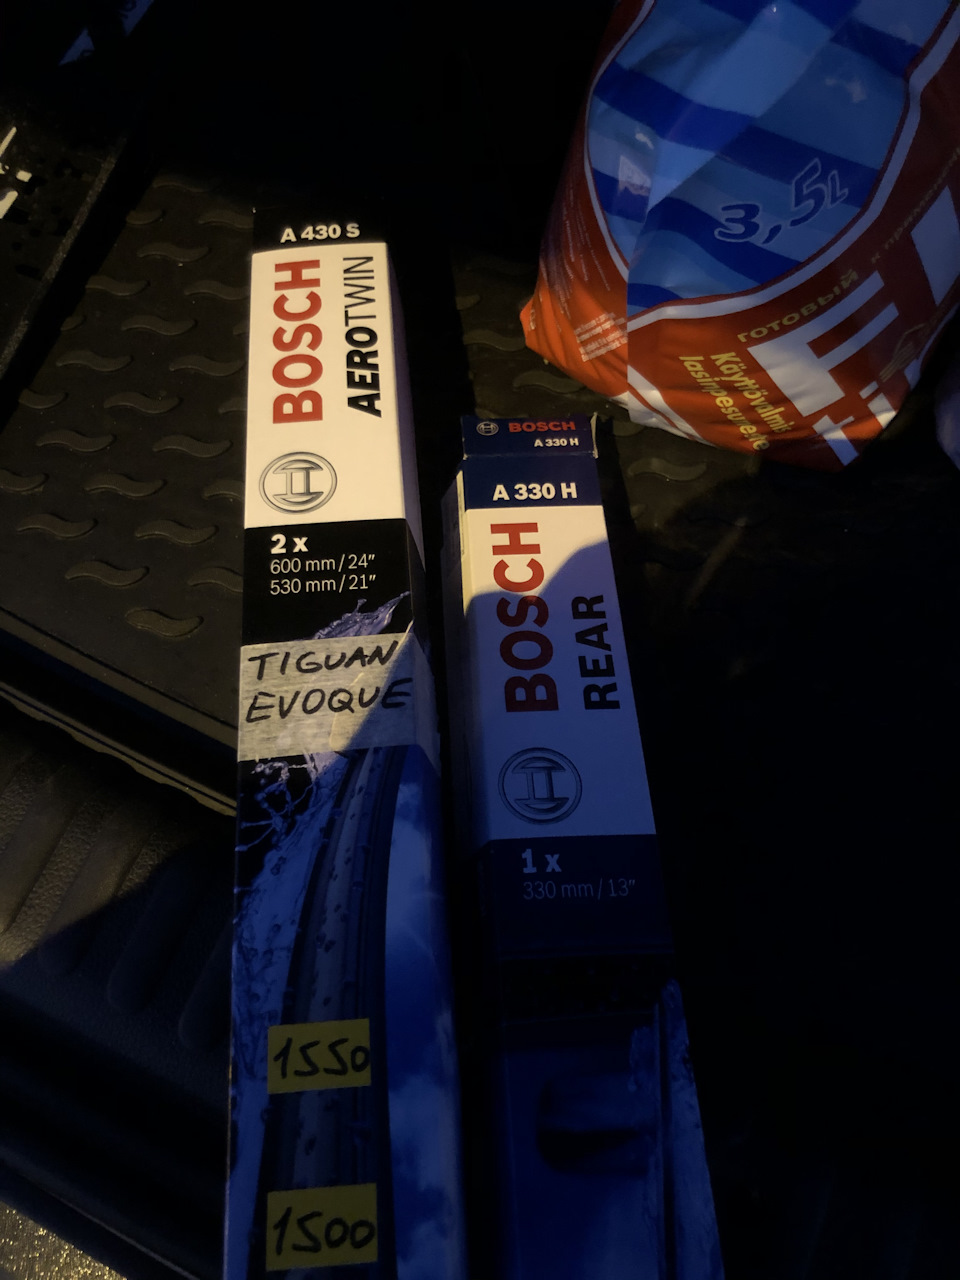 A 430 S
BOSCH
AEROTWIN
2 x
600 mm / 24″
530 mm / 21″
TIGUAN
EVOQUE
1550
1500
BOSCH
A 330 H
A 330 H
BOSCH
REAR
1 x
330 mm / 13″
3,5L
ГОТОВЫЙ
Käyttövalmis